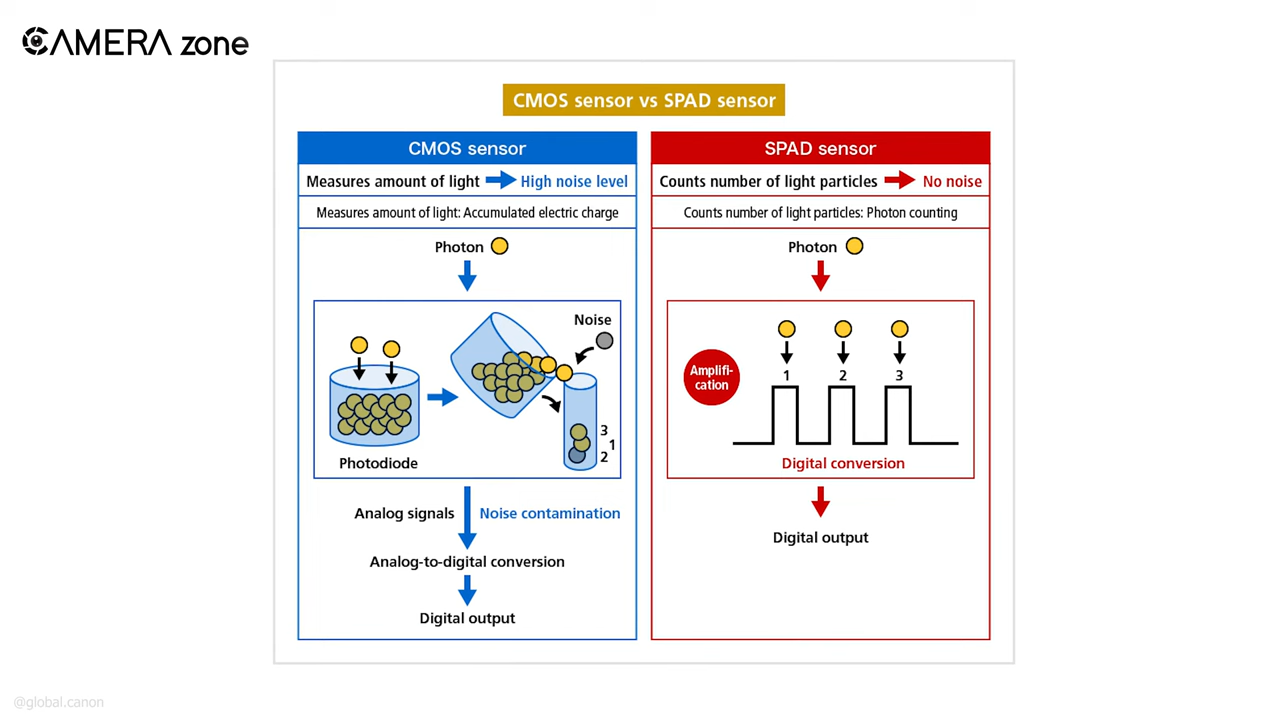 CAMERA zone
CMOS sensor vs SPAD sensor
CMOS sensor
Measures amount of light High noise level
Measures amount of light: Accumulated electric charge
Photon
Noise
3
1
2
Photodiode
Analog signals Noise contamination
Analog-to-digital conversion
Digital output
SPAD sensor
Counts number of light particles No noise
Counts number of light particles: Photon counting
Photon
Amplifi-
cation
1 2 3
Digital conversion
Digital output
@global.canon